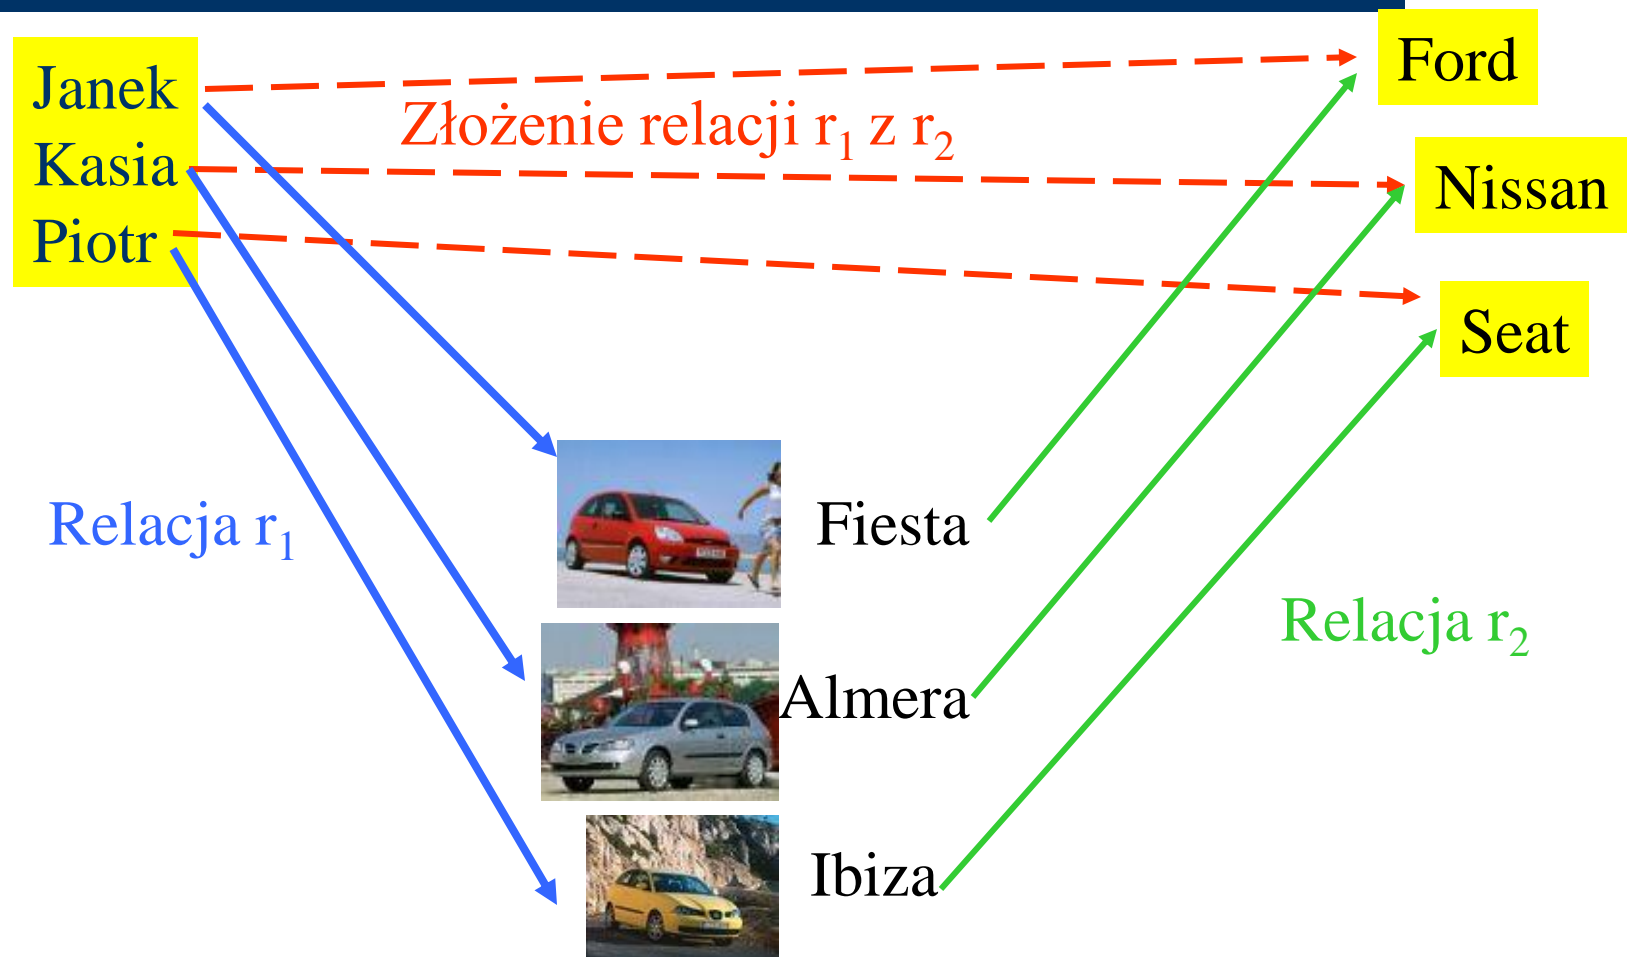 Janek
Kasia
Piotr
Złożenie relacji r₁ z r₂
Ford
Nissan
Seat
Relacja r₁
Fiesta
Almera
Ibiza
Relacja r₂